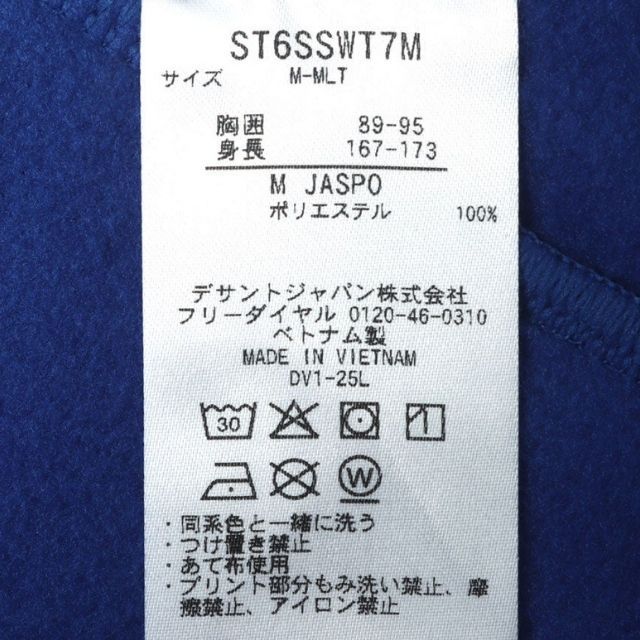 ST6SSWT7M
サイズ M-MLT
胸囲 89-95
身長 167-173
M JASPO
ポリエステル 100%
デサントジャパン株式会社
フリーダイヤル 0120-46-0310
ベトナム製
MADE IN VIETNAM
DV1-25L
30
W
・同系色と一緒に洗う
・つけ置き禁止
・あて布使用
・プリント部分もみ洗い禁止、摩
擦禁止、アイロン禁止